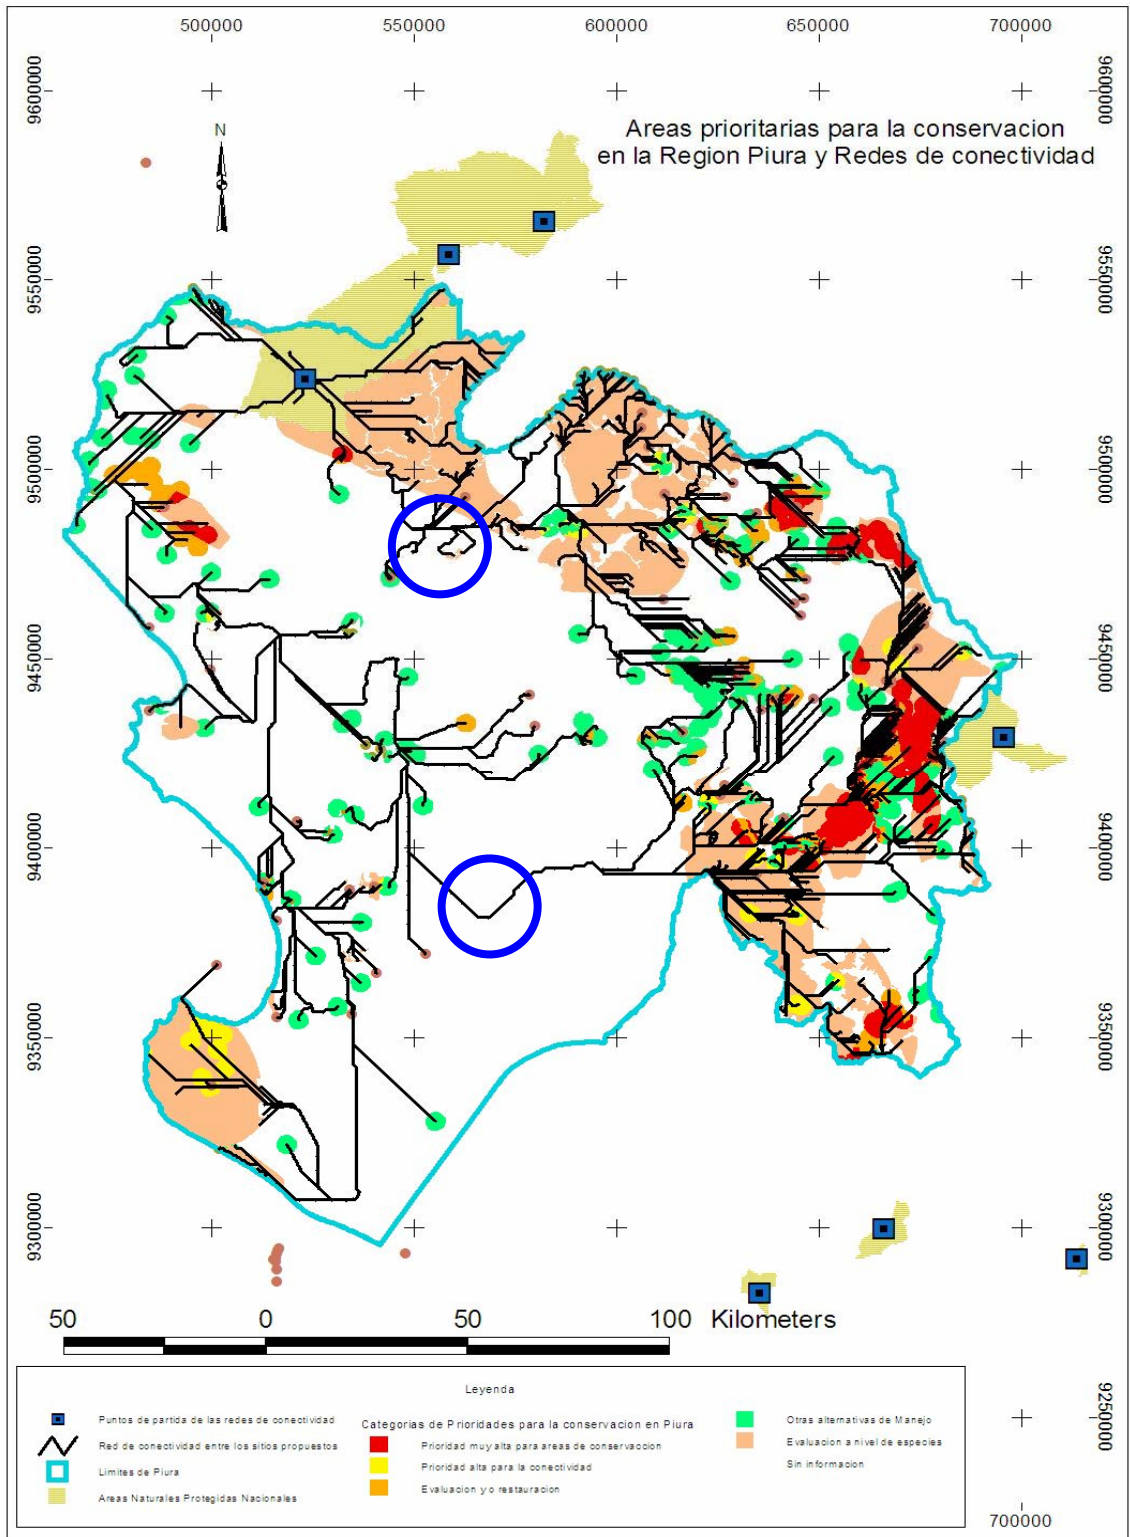 500000 550000 600000 650000 700000
9600000 9600000
Areas prioritarias para la conservacion
en la Region Piura y Redes de conectividad
N
9550000 9550000
9500000 9500000
9450000 9450000
9400000 9400000
9350000 9350000
9300000 9300000
50 0 50 100 Kilometers
Leyenda
Puntos de partida de las redes de conectividad
Red de conectividad entre los sitios propuestos
Limites de Piura
Areas Naturales Protegidas Nacionales
Categorias de Prioridades para la conservacion en Piura
Prioridad muy alta para areas de conservaccion
Prioridad alta para la conectividad
Evaluacion y o restauracion
Otras alternativas de Manejo
Evaluacion a nivel de especies
Sin informacion
9250000
700000